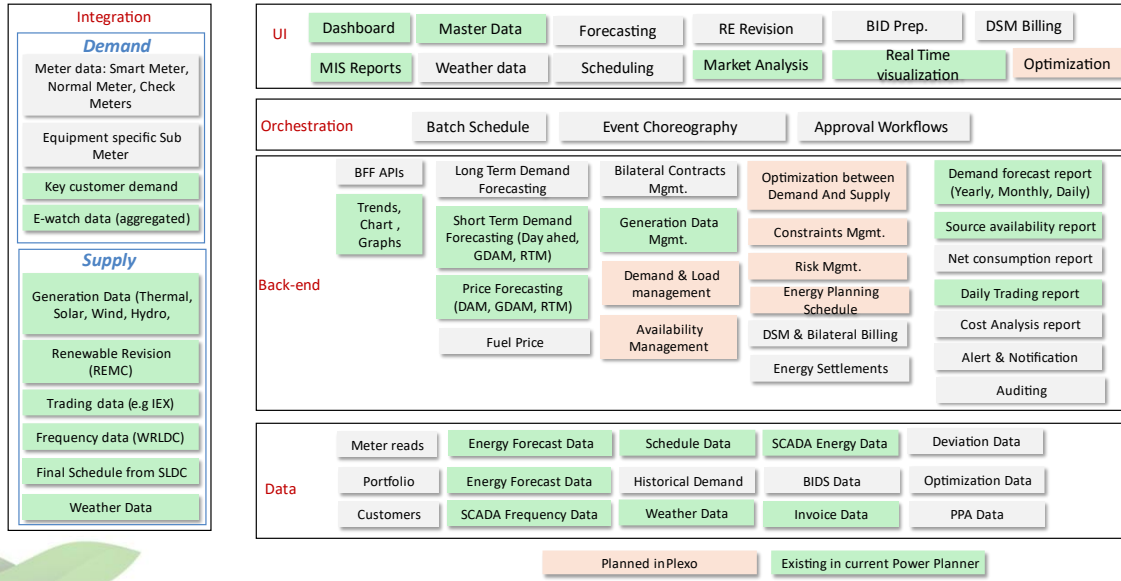 Integration
Demand
Meter data: Smart Meter,
Normal Meter, Check
Meters
Equipment specific Sub
Meter
Key customer demand
E-watch data (aggregated)
Supply
Generation Data (Thermal,
Solar, Wind, Hydro,
Renewable Revision
(REMC)
Trading data (e.g IEX)
Frequency data (WRLDC)
Final Schedule from SLDC
Weather Data
UI
Dashboard
Master Data
Forecasting
RE Revision
BID Prep.
DSM Billing
MIS Reports
Weather data
Scheduling
Market Analysis
Real Time
visualization
Optimization
Orchestration
Batch Schedule
Event Choreography
Approval Workflows
Back-end
BFF APIs
Trends,
Chart ,
Graphs
Long Term Demand
Forecasting
Short Term Demand
Forecasting (Day ahed,
GDAM, RTM)
Price Forecasting
(DAM, GDAM, RTM)
Fuel Price
Bilateral Contracts
Mgmt.
Generation Data
Mgmt.
Demand & Load
management
Availability
Management
Optimization between
Demand And Supply
Constraints Mgmt.
Risk Mgmt.
Energy Planning
Schedule
DSM & Bilateral Billing
Energy Settlements
Demand forecast report
(Yearly, Monthly, Daily)
Source availability report
Net consumption report
Daily Trading report
Cost Analysis report
Alert & Notification
Auditing
Data
Meter reads
Energy Forecast Data
Schedule Data
SCADA Energy Data
Deviation Data
Portfolio
Energy Forecast Data
Historical Demand
BIDS Data
Optimization Data
Customers
SCADA Frequency Data
Weather Data
Invoice Data
PPA Data
Planned in Plexo
Existing in current Power Planner